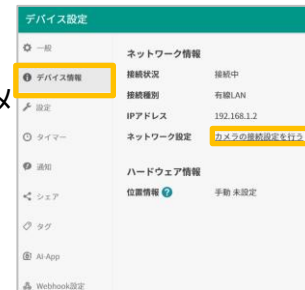 デバイス設定
一般
デバイス情報
メ
設定
タイマー
通知
シェア
タグ
AI-App
Webhook設定
ネットワーク情報
接続状況 接続中
接続種別 有線LAN
IPアドレス 192.168.1.2
ネットワーク設定 カメラの接続設定を行う
ハードウェア情報
位置情報 ? 手動 未設定